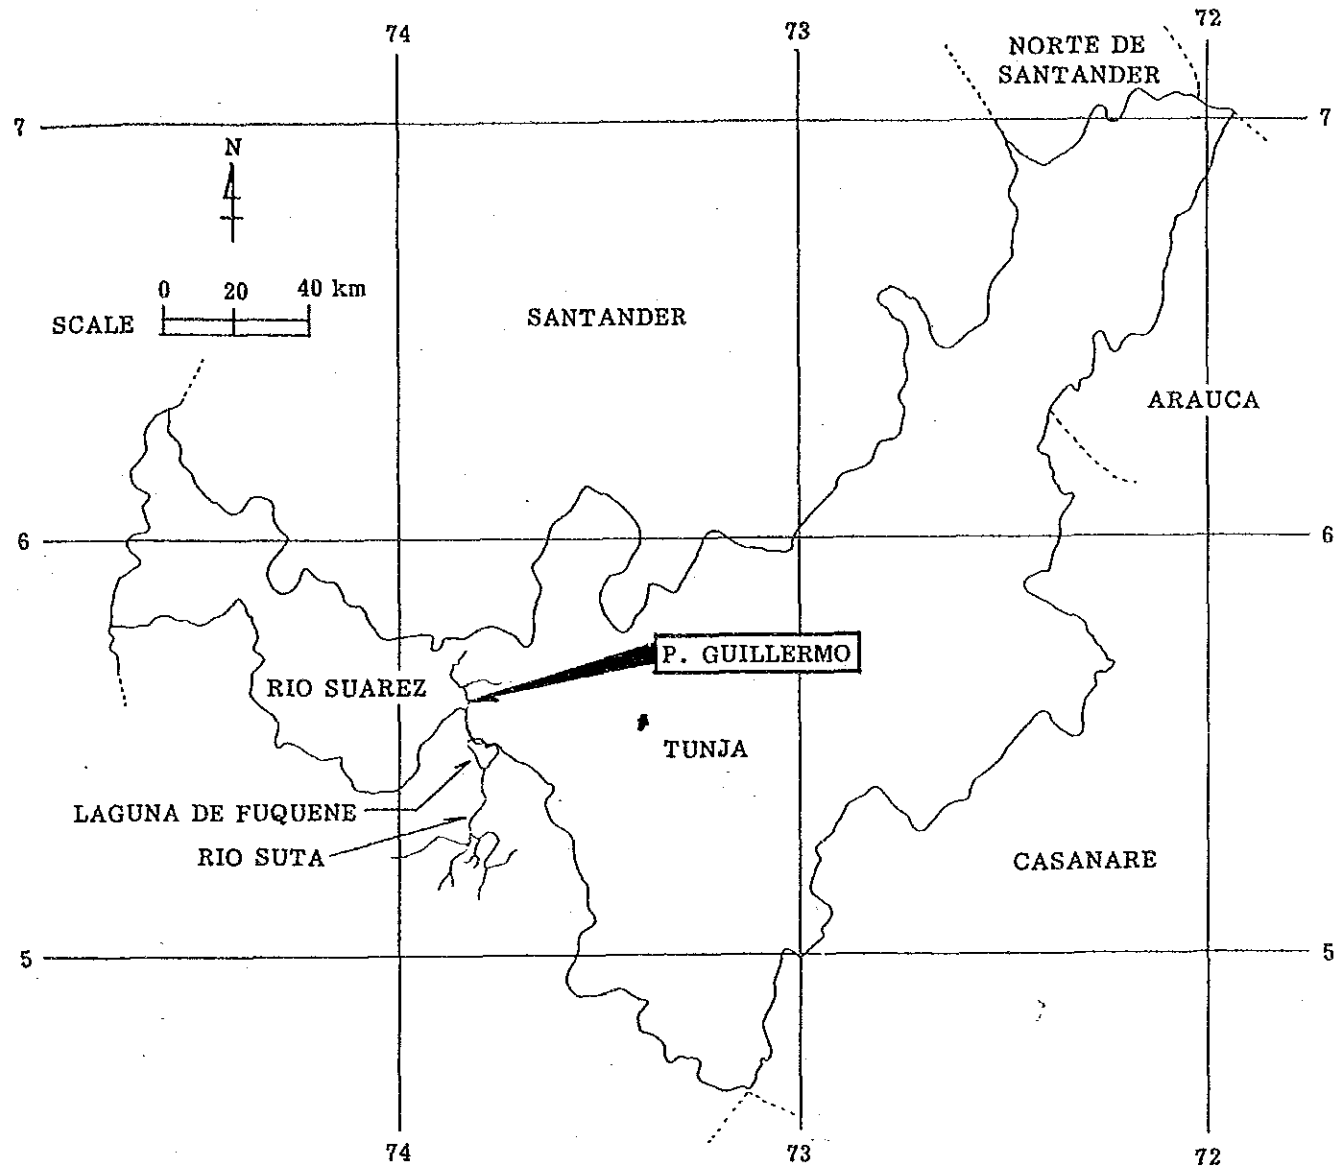 74
73
72
NORTE DE
SANTANDER
7
7
N
0 20 40 km
SCALE
SANTANDER
ARAUCA
6
6
P. GUILLERMO
RIO SUAREZ
TUNJA
LAGUNA DE FUQUENE
RIO SUTA
CASANARE
5
5
74
73
72